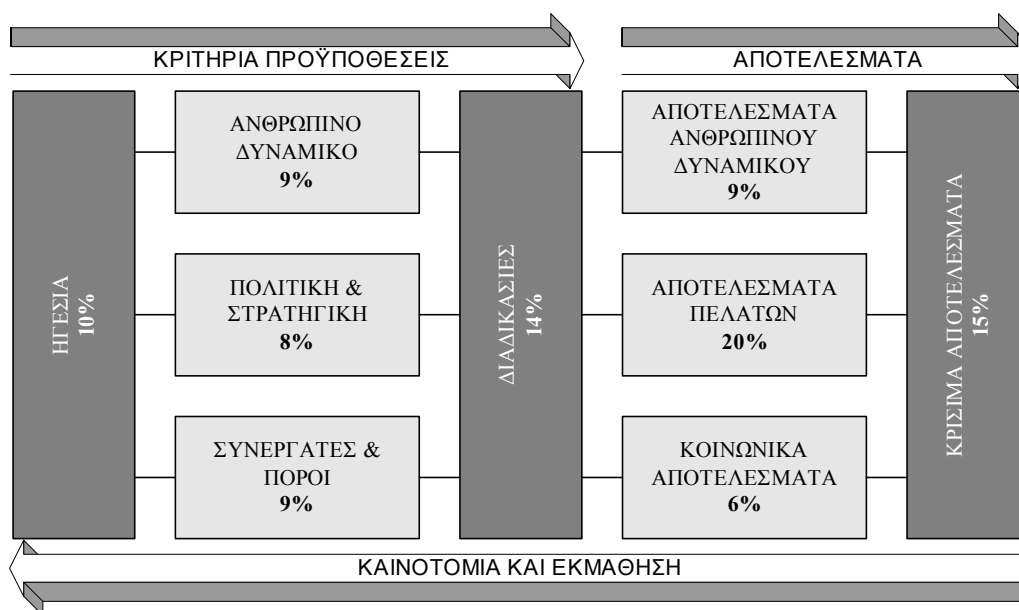 ΚΡΙΤΗΡΙΑ ΠΡΟΫΠΟΘΕΣΕΙΣ
ΑΠΟΤΕΛΕΣΜΑΤΑ
ΗΓΕΣΙΑ
10%
ΑΝΘΡΩΠΙΝΟ
ΔΥΝΑΜΙΚΟ
9%
ΠΟΛΙΤΙΚΗ &
ΣΤΡΑΤΗΓΙΚΗ
8%
ΣΥΝΕΡΓΑΤΕΣ &
ΠΟΡΟΙ
9%
ΔΙΑΔΙΚΑΣΙΕΣ
14%
ΑΠΟΤΕΛΕΣΜΑΤΑ
ΑΝΘΡΩΠΙΝΟΥ
ΔΥΝΑΜΙΚΟΥ
9%
ΑΠΟΤΕΛΕΣΜΑΤΑ
ΠΕΛΑΤΩΝ
20%
ΚΟΙΝΩΝΙΚΑ
ΑΠΟΤΕΛΕΣΜΑΤΑ
6%
ΚΡΙΣΙΜΑ ΑΠΟΤΕΛΕΣΜΑΤΑ
15%
ΚΑΙΝΟΤΟΜΙΑ ΚΑΙ ΕΚΜΑΘΗΣΗ